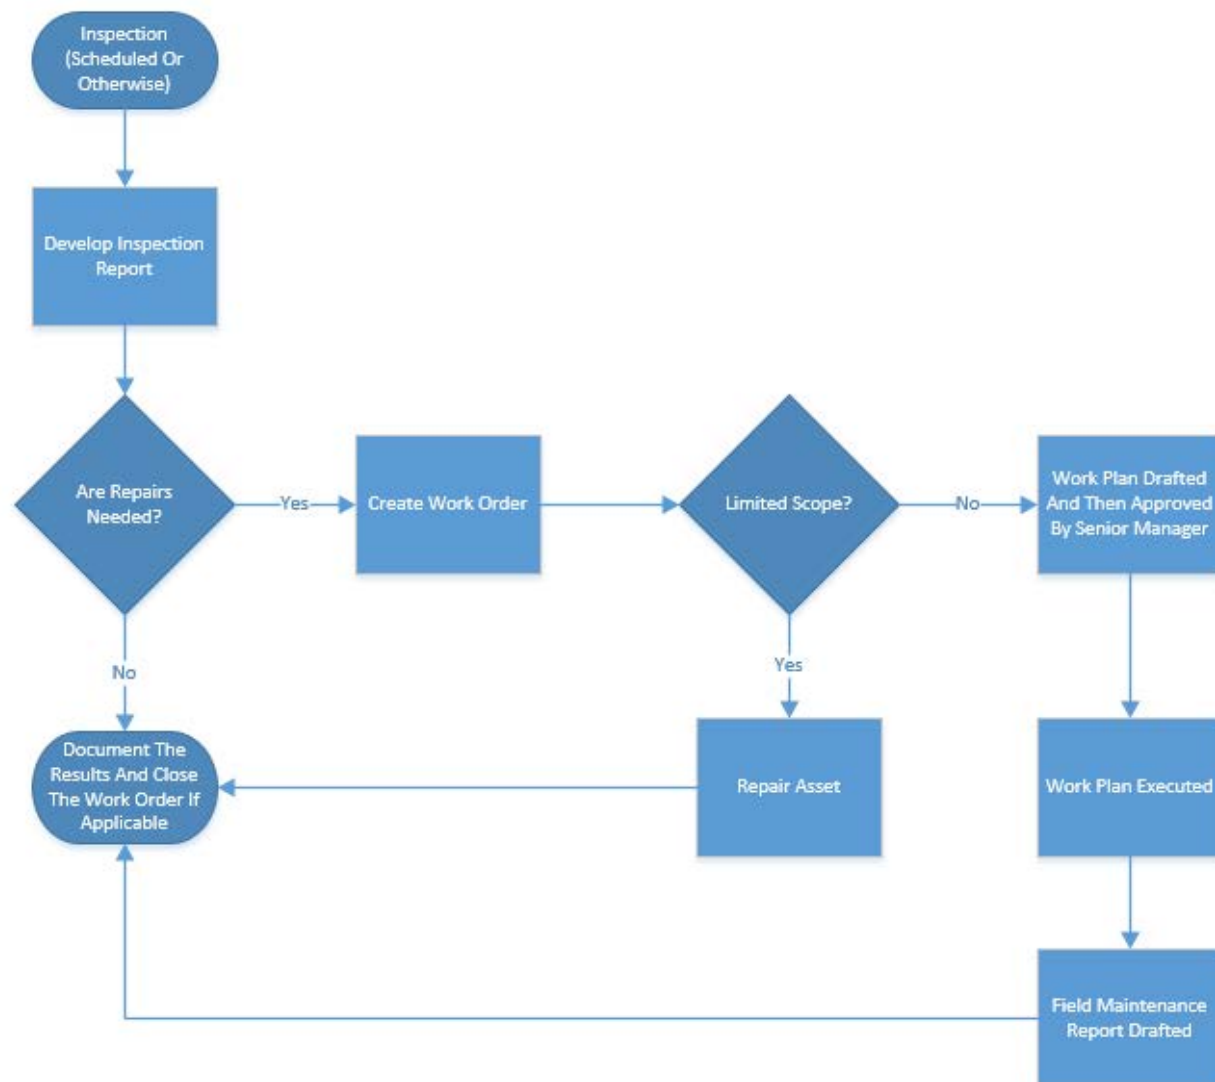 Inspection
(Scheduled Or
Otherwise)
Develop Inspection
Report
Are Repairs
Needed?
Yes
Create Work Order
Limited Scope?
No
Work Plan Drafted
And Then Approved
By Senior Manager
No
Yes
Document The
Results And Close
The Work Order If
Applicable
Repair Asset
Work Plan Executed
Field Maintenance
Report Drafted